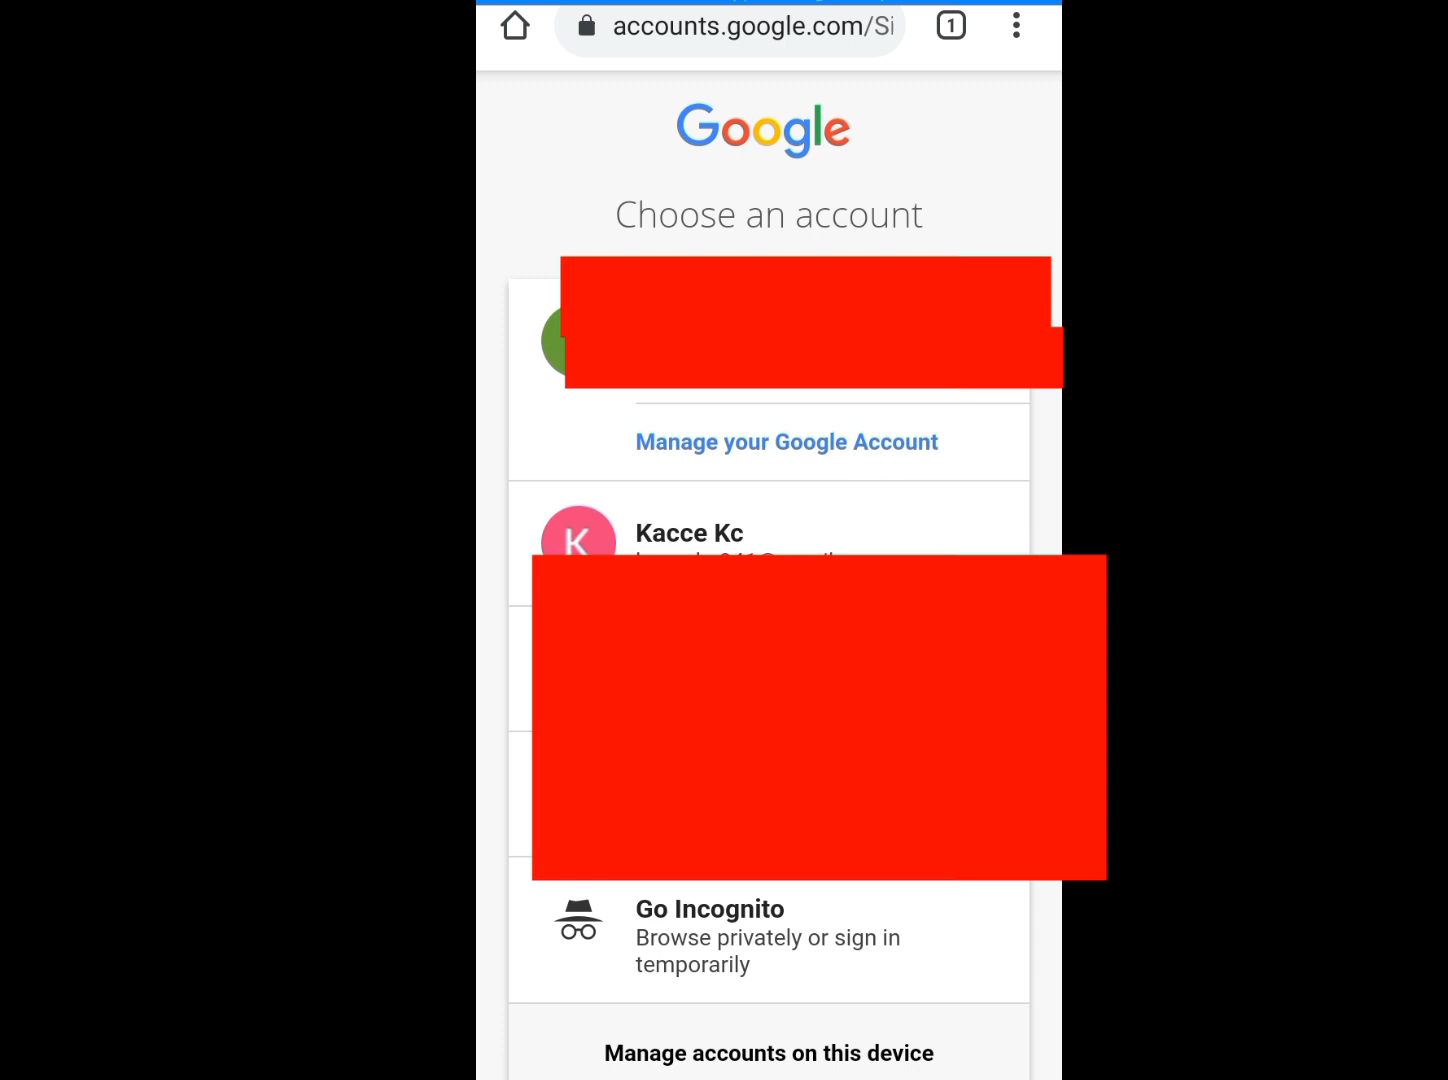 accounts.google.com/Si
1
Google
Choose an account
Manage your Google Account
K
Kacce Kc
Go Incognito
Browse privately or sign in
temporarily
Manage accounts on this device